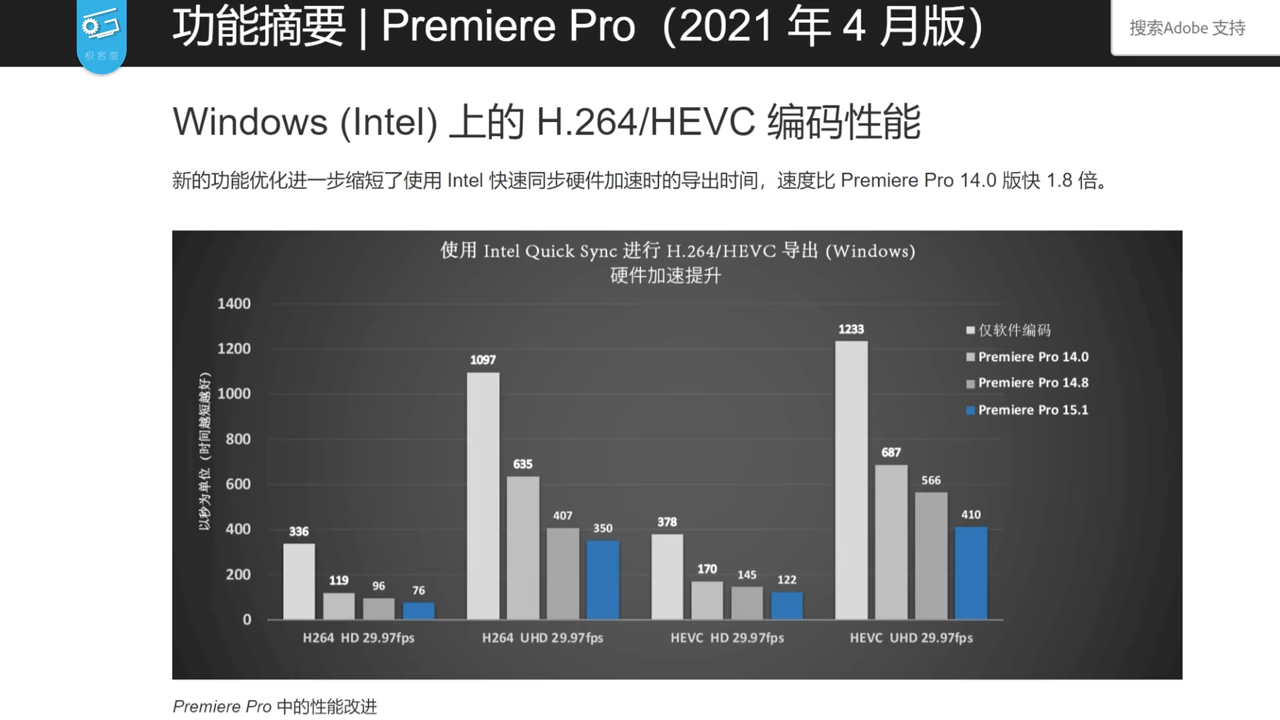 功能摘要 | Premiere Pro（2021 年 4 月版）
搜索Adobe 支持
极客湾
Windows (Intel) 上的 H.264/HEVC 编码性能
新的功能优化进一步缩短了使用 Intel 快速同步硬件加速时的导出时间，速度比 Premiere Pro 14.0 版快 1.8 倍。
使用 Intel Quick Sync 进行 H.264/HEVC 导出 (Windows)
硬件加速提升
以秒为单位（时间越短越好）
1400
1200
1000
800
600
400
200
0
336
119
96
76
1097
635
407
350
378
170
145
122
1233
687
566
410
H264 HD 29.97fps
H264 UHD 29.97fps
HEVC HD 29.97fps
HEVC UHD 29.97fps
仅软件编码
Premiere Pro 14.0
Premiere Pro 14.8
Premiere Pro 15.1
Premiere Pro 中的性能改进